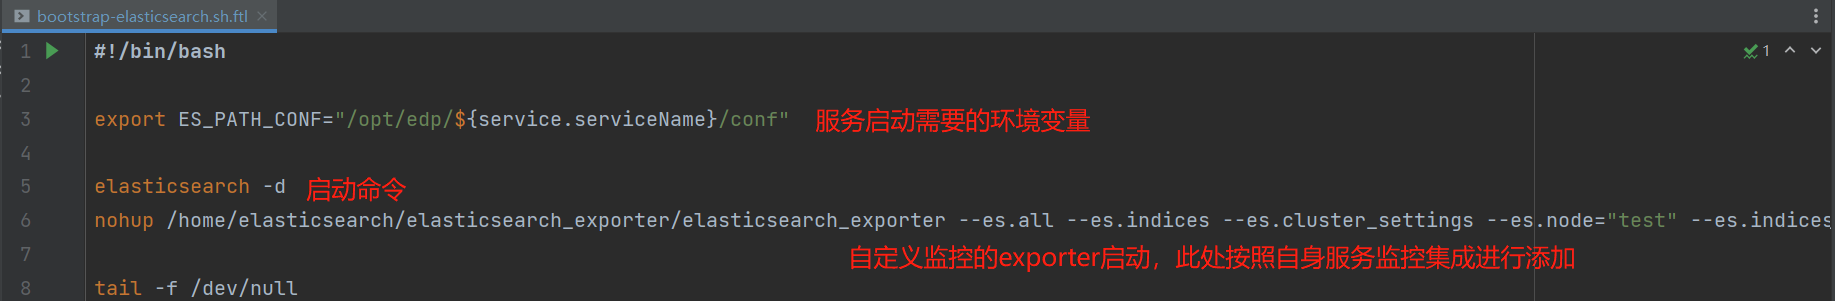 bootstrap-elasticsearch.sh.ftl
1 #!/bin/bash 1
2
3 export ES_PATH_CONF="/opt/edp/${service.serviceName}/conf" 服务启动需要的环境变量
4
5 elasticsearch -d 启动命令
6 nohup /home/elasticsearch/elasticsearch_exporter/elasticsearch_exporter --es.all --es.indices --es.cluster_settings --es.node="test" --es.indices_
7 自定义监控的exporter启动，此处按照自身服务监控集成进行添加
8 tail -f /dev/null